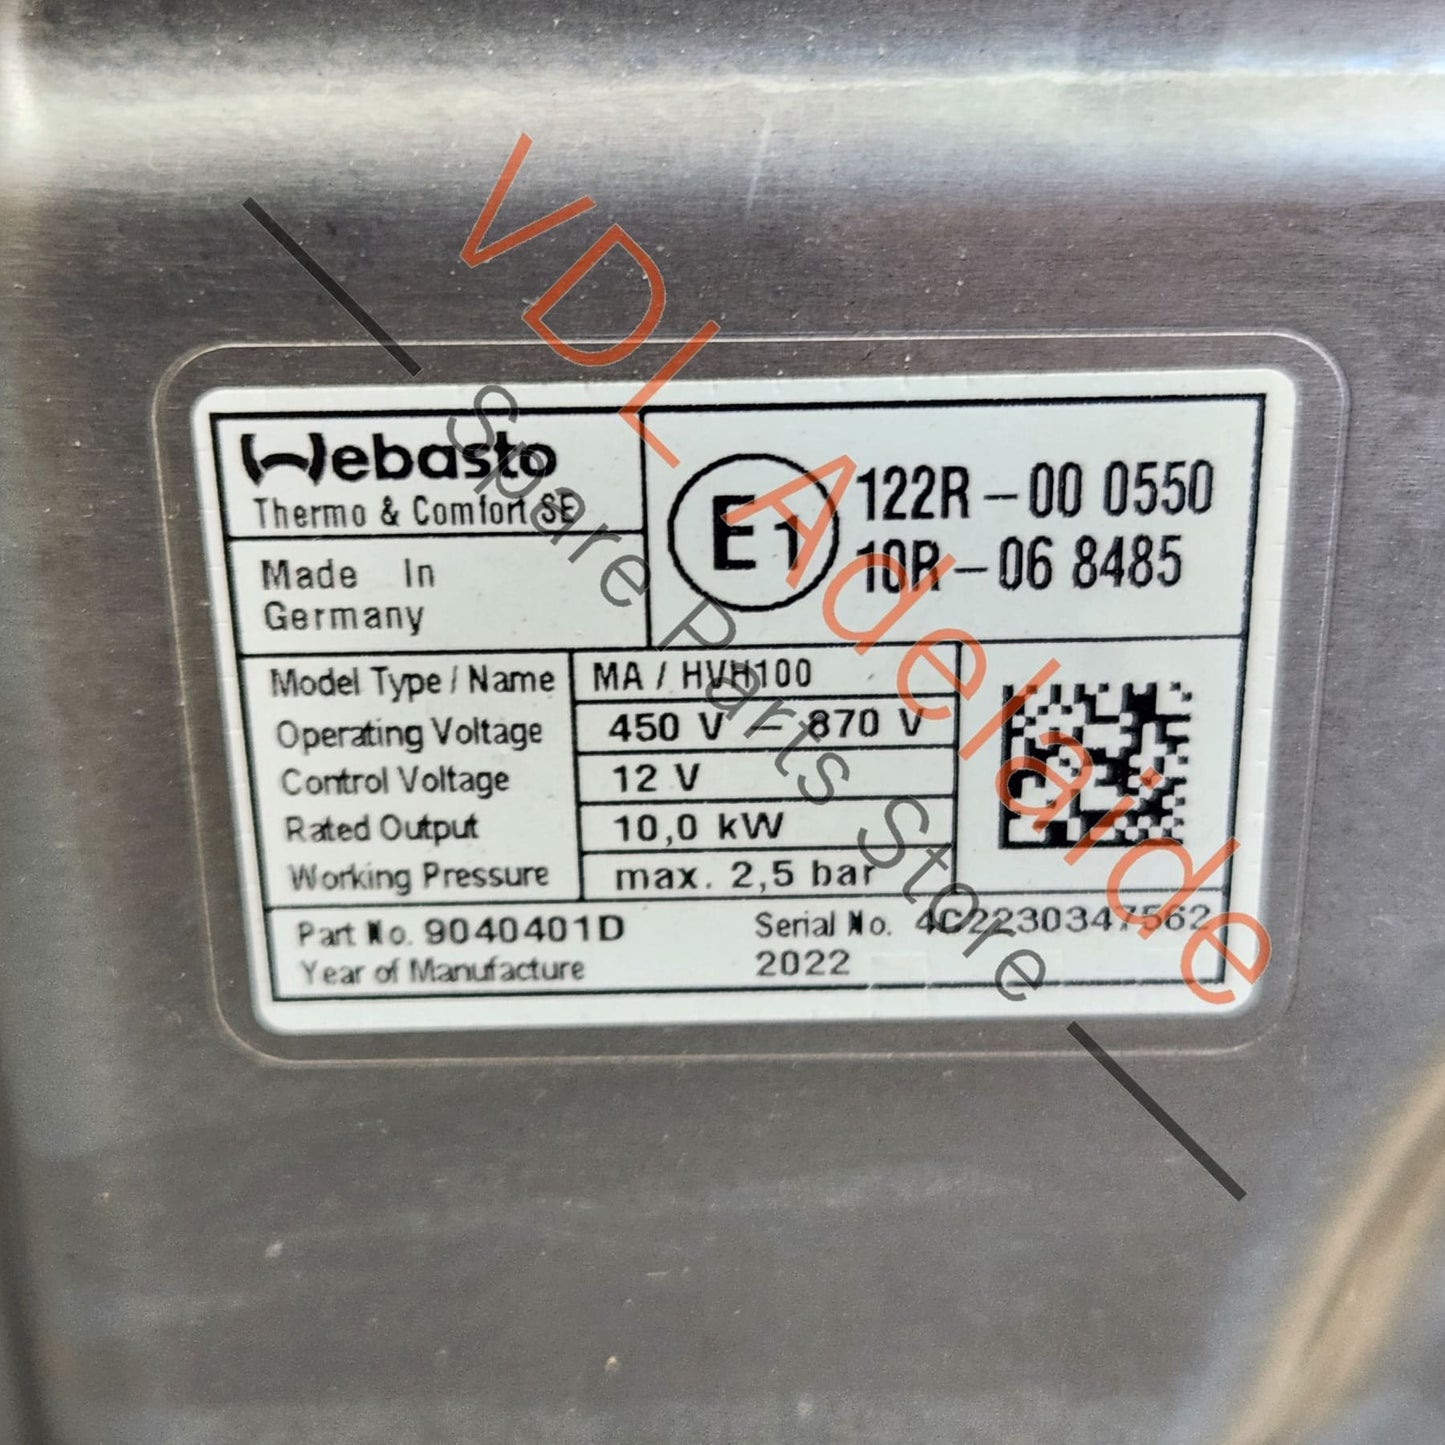 Webasto
Thermo & Comfort SE
Made In
Germany
E1
122R-00 0550
10R-06 8485
Model Type / Name MA / HVH100
Operating Voltage 450 V - 870 V
Control Voltage 12 V
Rated Output 10,0 kW
Working Pressure max. 2,5 bar
Part No. 9040401D Serial No. 4C2230347562
Year of Manufacture 2022
VDL Adelaide
Spare Parts Store